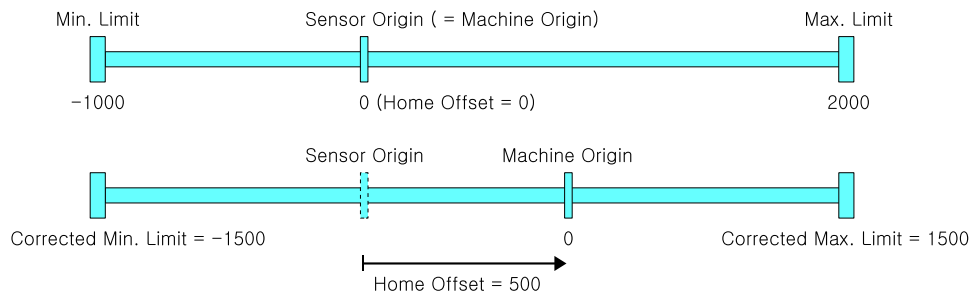 Min. Limit Sensor Origin ( = Machine Origin) Max. Limit
-1000 0 (Home Offset = 0) 2000
Sensor Origin Machine Origin
Corrected Min. Limit = -1500 0 Corrected Max. Limit = 1500
Home Offset = 500